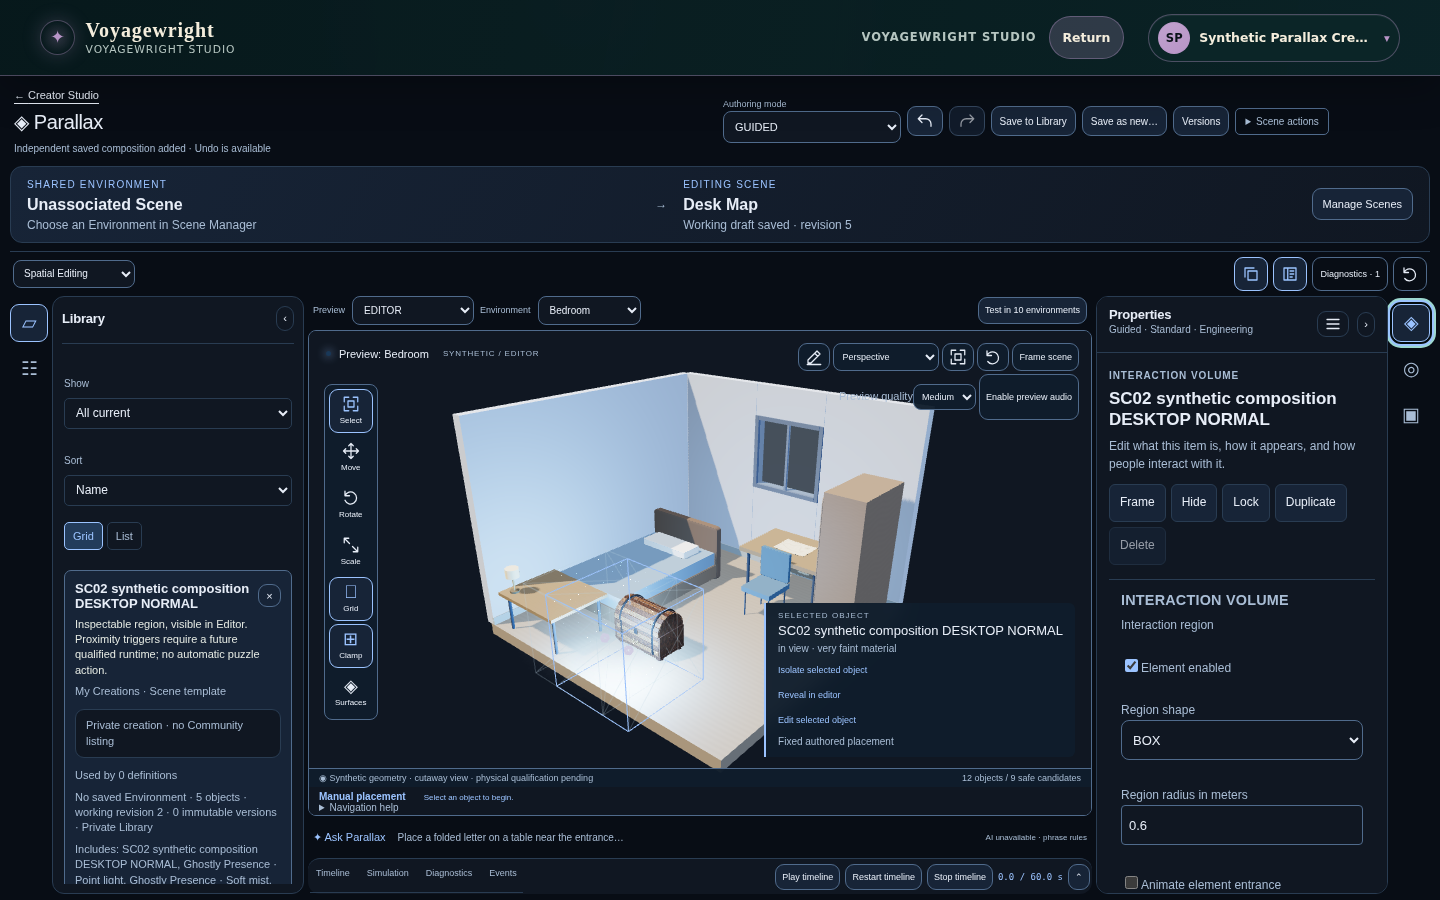 Voyagewright
VOYAGEWRIGHT STUDIO
VOYAGEWRIGHT STUDIO
Return
SP
Synthetic Parallax Cre…
← Creator Studio
◈ Parallax
Independent saved composition added · Undo is available
Authoring mode
GUIDED
Save to Library
Save as new…
Versions
Scene actions
SHARED ENVIRONMENT
Unassociated Scene
Choose an Environment in Scene Manager
→
EDITING SCENE
Desk Map
Working draft saved · revision 5
Manage Scenes
Spatial Editing
Diagnostics · 1
Library
Show
All current
Sort
Name
Grid
List
SC02 synthetic composition
DESKTOP NORMAL
×
Inspectable region, visible in Editor.
Proximity triggers require a future
qualified runtime; no automatic puzzle
action.
My Creations · Scene template
Private creation · no Community
listing
Used by 0 definitions
No saved Environment · 5 objects ·
working revision 2 · 0 immutable versions
· Private Library
Includes: SC02 synthetic composition
DESKTOP NORMAL, Ghostly Presence ·
Point light, Ghostly Presence · Soft mist,
Preview
EDITOR
Environment
Bedroom
Test in 10 environments
Preview: Bedroom
SYNTHETIC / EDITOR
Perspective
Frame scene
Preview quality
Medium
Enable preview audio
Select
Move
Rotate
Scale
Grid
Clamp
Surfaces
SELECTED OBJECT
SC02 synthetic composition DESKTOP NORMAL
in view · very faint material
Isolate selected object
Reveal in editor
Edit selected object
Fixed authored placement
◉ Synthetic geometry · cutaway view · physical qualification pending
12 objects / 9 safe candidates
Manual placement
Select an object to begin.
Navigation help
✦ Ask Parallax
Place a folded letter on a table near the entrance…
AI unavailable · phrase rules
Timeline
Simulation
Diagnostics
Events
Play timeline
Restart timeline
Stop timeline
0.0 / 60.0 s
Properties
Guided · Standard · Engineering
INTERACTION VOLUME
SC02 synthetic composition
DESKTOP NORMAL
Edit what this item is, how it appears, and how
people interact with it.
Frame
Hide
Lock
Duplicate
Delete
INTERACTION VOLUME
Interaction region
Element enabled
Region shape
BOX
Region radius in meters
0.6
Animate element entrance